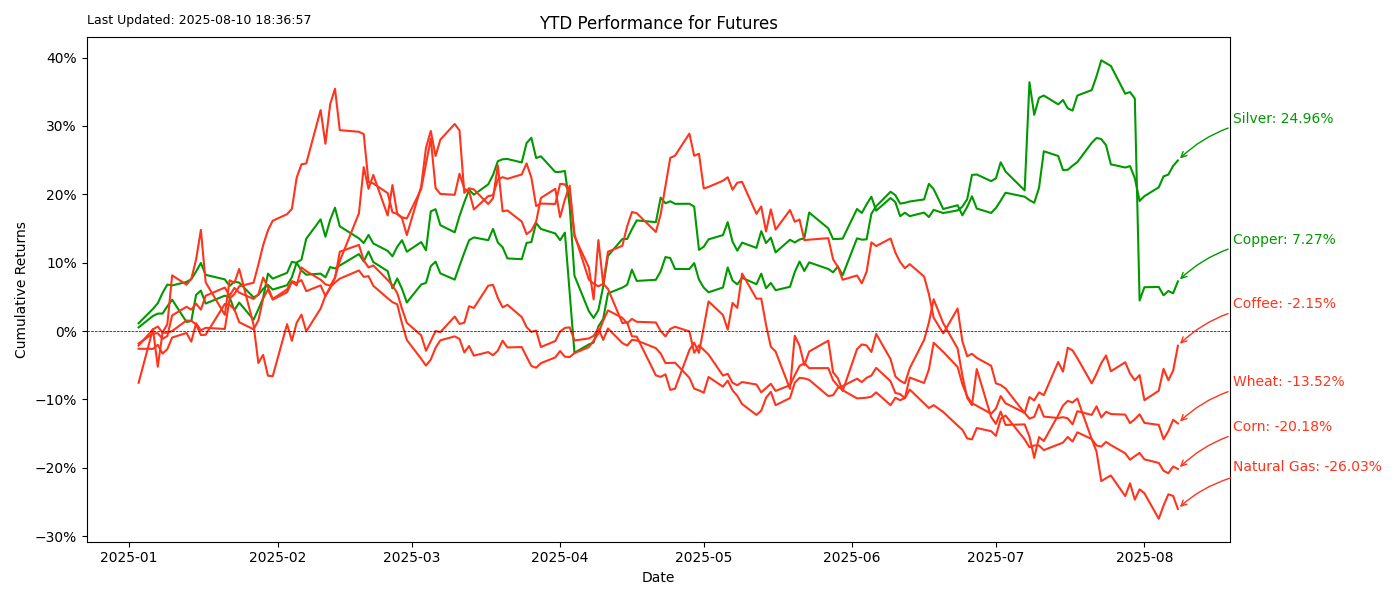 Last Updated: 2025-08-10 18:36:57
YTD Performance for Futures
Cumulative Returns
40%
30%
20%
10%
0%
−10%
−20%
−30%
Silver: 24.96%
Copper: 7.27%
Coffee: -2.15%
Wheat: -13.52%
Corn: -20.18%
Natural Gas: -26.03%
2025-01
2025-02
2025-03
2025-04
2025-05
2025-06
2025-07
2025-08
Date